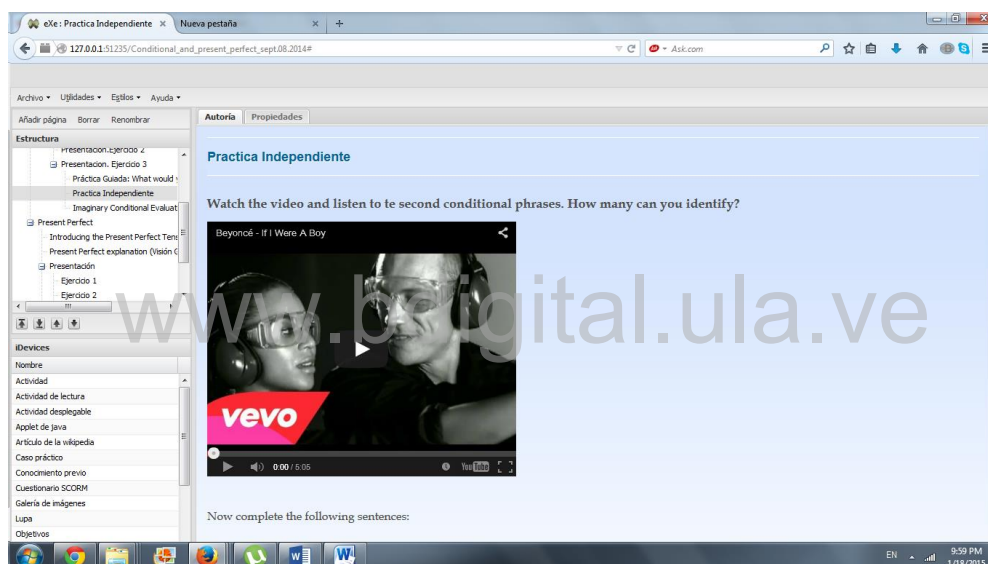 eXe : Practica Independiente
Nueva pestaña
127.0.0.1:51235/Conditional_and_present_perfect_sept.08.2014#
Ask.com
Archivo Utilidades Estilos Ayuda
Añadir página Borrar Renombrar
Autoría Propiedades
Estructura
Presentacion.Ejercicio 2
Presentacion. Ejercicio 3
Práctica Guiada: What would
Practica Independiente
Imaginary Conditional Evaluat
Present Perfect
Introducing the Present Perfect Tens
Present Perfect explanation (Visión
Presentación
Ejercicio 1
Ejercicio 2
iDevices
Nombre
Actividad
Actividad de lectura
Actividad desplegable
Applet de java
Artículo de la wikipedia
Caso práctico
Conocimiento previo
Cuestionario SCORM
Galería de imágenes
Lupa
Objetivos
Practica Independiente
Watch the video and listen to te second conditional phrases. How many can you identify?
Beyoncé - If I Were A Boy
vevo
0:00 / 5:05
YouTube
Now complete the following sentences:
www.bdigital.ula.ve
EN
9:59 PM
1/18/2015